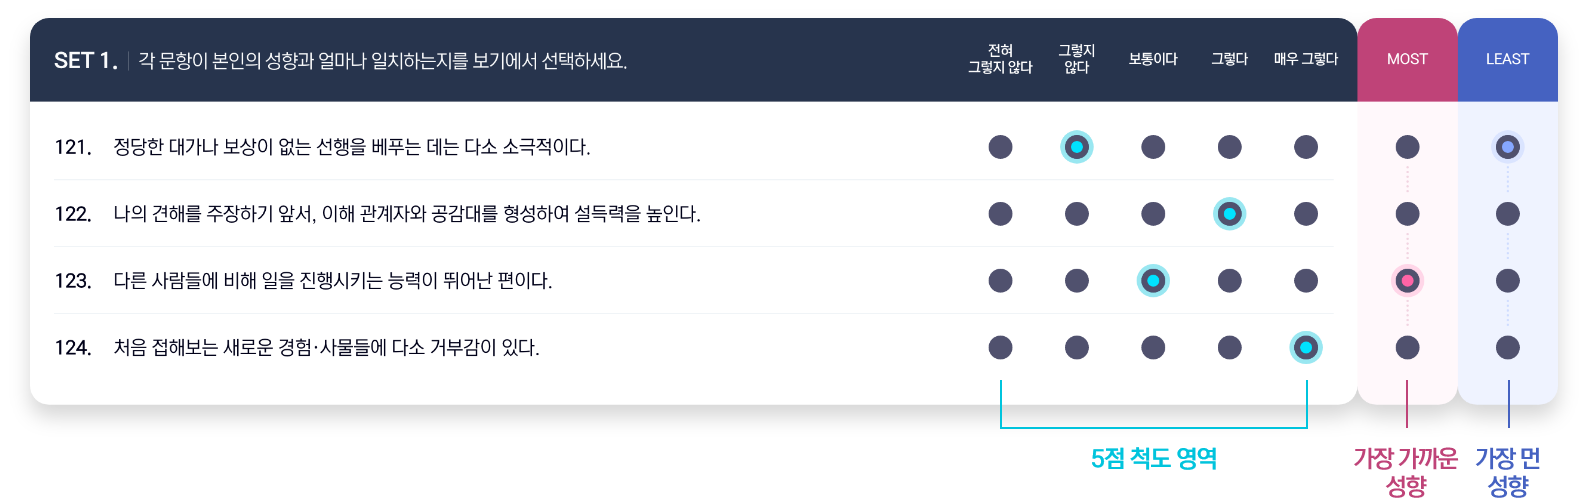 SET 1. 각 문항이 본인의 성향과 얼마나 일치하는지를 보기에서 선택하세요.
전혀
그렇지 않다
그렇지
않다
보통이다
그렇다
매우 그렇다
MOST
LEAST
121. 정당한 대가나 보상이 없는 선행을 베푸는 데는 다소 소극적이다.
122. 나의 견해를 주장하기 앞서, 이해 관계자와 공감대를 형성하여 설득력을 높인다.
123. 다른 사람들에 비해 일을 진행시키는 능력이 뛰어난 편이다.
124. 처음 접해보는 새로운 경험·사물들에 다소 거부감이 있다.
5점 척도 영역
가장 가까운
성향
가장 먼
성향